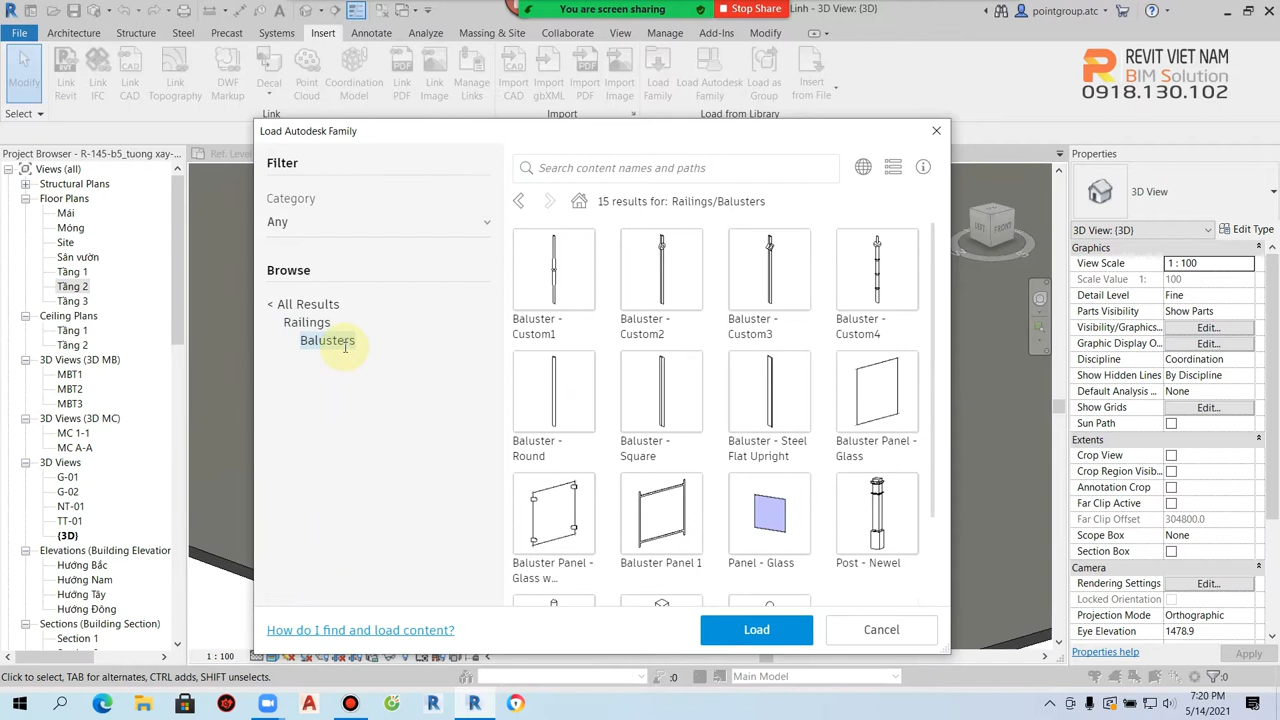 You are screen sharing
Stop Share
Linh - 3D View: {3D}
pointgroup.atc
File
Architecture
Structure
Steel
Precast
Systems
Insert
Annotate
Analyze
Massing & Site
Collaborate
View
Manage
Add-Ins
Modify
Modify
Link Revit
Link IFC
Link CAD
Link Topography
DWF Markup
Decal
Point Cloud
Coordination Model
Link PDF
Link Image
Manage Links
Import CAD
Import gbXML
Import PDF
Import Image
Load Family
Load Autodesk Family
Load as Group
Insert from File
Select
Link
Import
Load from Library
REVIT VIET NAM
BIM Solution
0918.130.102
Project Browser - R-145-b5_tuong xay-...
Views (all)
Structural Plans
Floor Plans
Mái
Móng
Site
Sân vườn
Tầng 1
Tầng 2
Tầng 3
Ceiling Plans
Tầng 1
Tầng 2
3D Views (3D MB)
MBT1
MBT2
MBT3
3D Views (3D MC)
MC 1-1
MC A-A
3D Views
G-01
G-02
NT-01
TT-01
{3D}
Elevations (Building Elevation
Hướng Bắc
Hướng Nam
Hướng Tây
Hướng Đông
Sections (Building Section)
Section 1
Ref. Level
Load Autodesk Family
Filter
Category
Any
Browse
< All Results
Railings
Balusters
Search content names and paths
15 results for: Railings/Balusters
Baluster - Custom1
Baluster - Custom2
Baluster - Custom3
Baluster - Custom4
Baluster - Round
Baluster - Square
Baluster - Steel Flat Upright
Baluster Panel - Glass
Baluster Panel - Glass w...
Baluster Panel 1
Panel - Glass
Post - Newel
How do I find and load content?
Load
Cancel
FRONT
Properties
3D View
3D View: {3D}
Edit Type
Graphics
View Scale
1 : 100
Scale Value 1:
100
Detail Level
Fine
Parts Visibility
Show Parts
Visibility/Graphics...
Edit...
Graphic Display O...
Edit...
Discipline
Coordination
Show Hidden Lines
By Discipline
Default Analysis ...
None
Show Grids
Edit...
Sun Path
Extents
Crop View
Crop Region Visib...
Annotation Crop
Far Clip Active
Far Clip Offset
304800.0
Scope Box
None
Section Box
Camera
Rendering Settings
Edit...
Locked Orientation
Projection Mode
Orthographic
Eye Elevation
1478.9
Properties help
Apply
1 : 100
Click to select, TAB for alternates, CTRL adds, SHIFT unselects.
:0
Main Model
:0
7:20 PM
5/14/2021